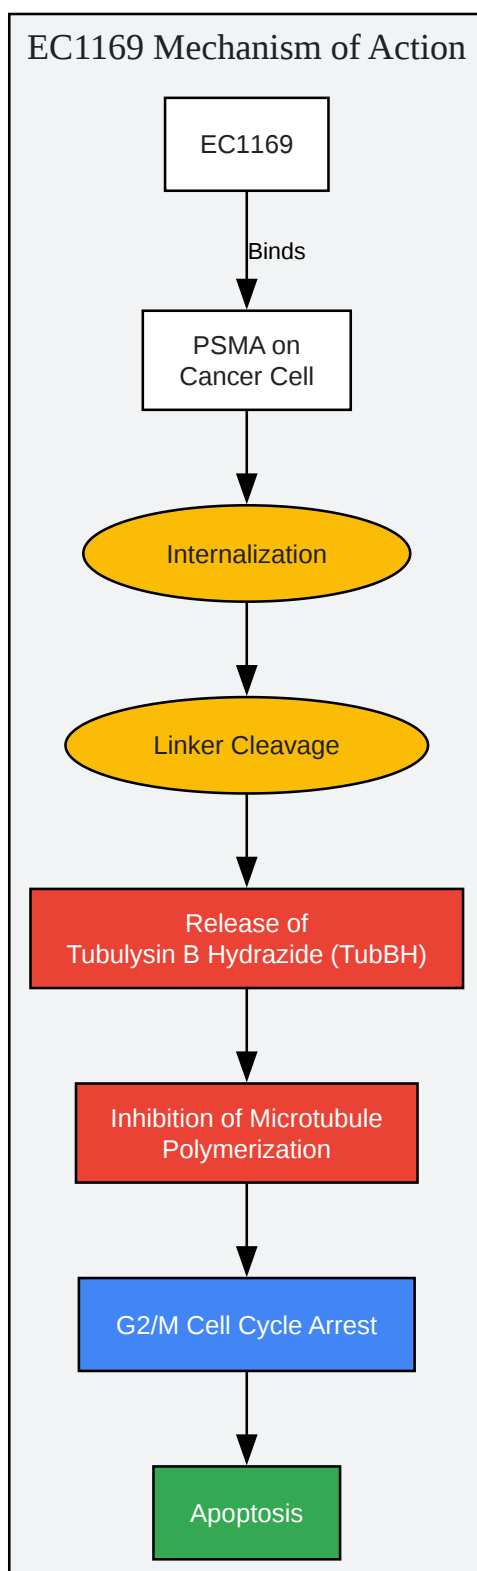 EC1169 Mechanism of Action
EC1169
Binds
PSMA on
Cancer Cell
Internalization
Linker Cleavage
Release of
Tubulysin B Hydrazide (TubBH)
Inhibition of Microtubule
Polymerization
G2/M Cell Cycle Arrest
Apoptosis